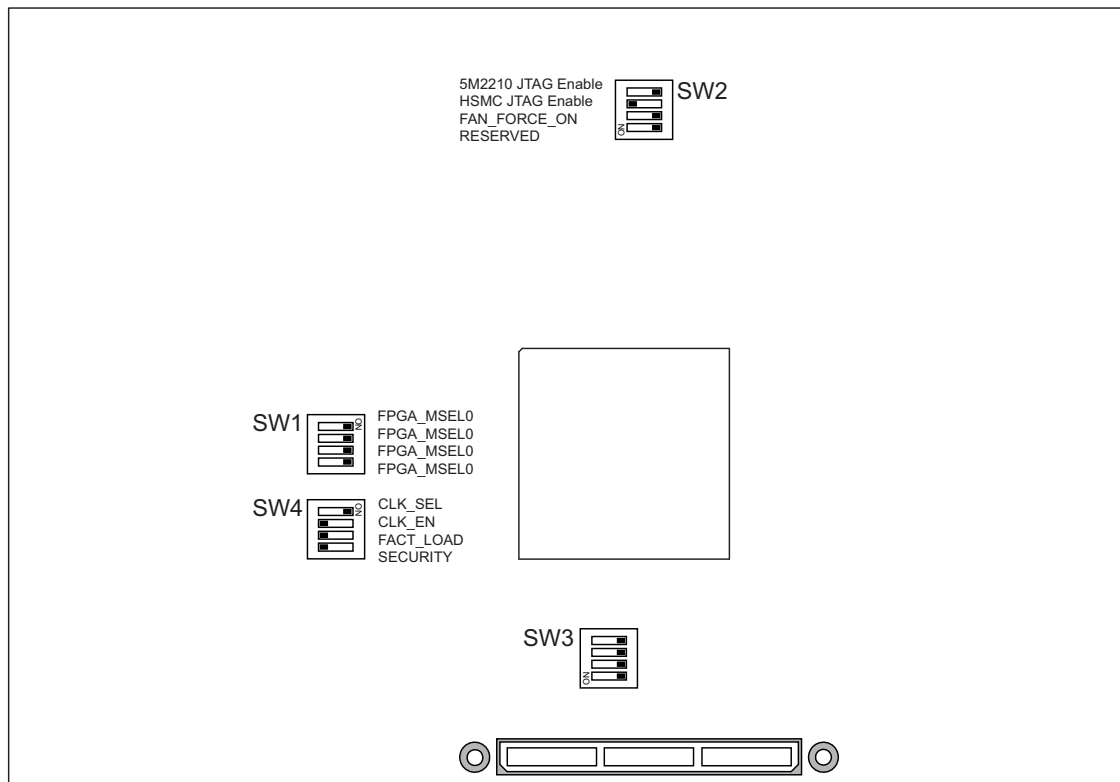 5M2210 JTAG Enable
HSMC JTAG Enable
FAN_FORCE_ON
RESERVED
SW2
ON
SW1
ON
FPGA_MSEL0
FPGA_MSEL0
FPGA_MSEL0
FPGA_MSEL0
SW4
ON
CLK_SEL
CLK_EN
FACT_LOAD
SECURITY
SW3
ON